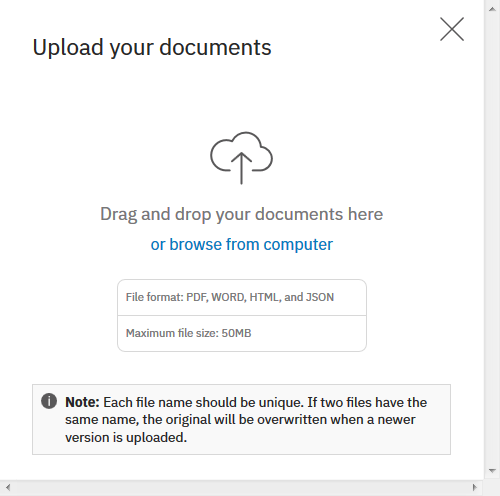 Upload your documents
Drag and drop your documents here
or browse from computer
File format: PDF, WORD, HTML, and JSON
Maximum file size: 50MB
Note: Each file name should be unique. If two files have the
same name, the original will be overwritten when a newer
version is uploaded.